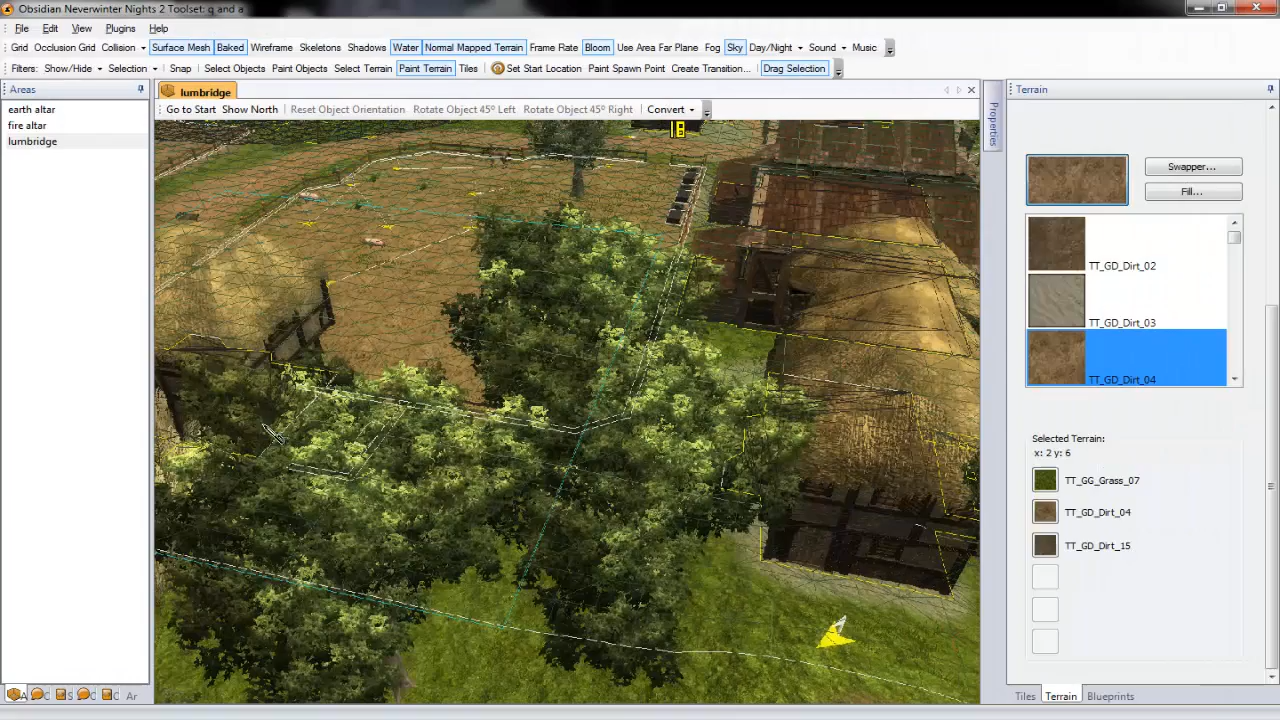 Obsidian Neverwinter Nights 2 Toolset: q and a
File Edit View Plugins Help
Grid Occlusion Grid Collision Surface Mesh Baked Wireframe Skeletons Shadows Water Normal Mapped Terrain Frame Rate Bloom Use Area Far Plane Fog Sky Day/Night Sound Music
Filters: Show/Hide Selection Snap Select Objects Paint Objects Select Terrain Paint Terrain Tiles Set Start Location Paint Spawn Point Create Transition... Drag Selection
Areas
lumbridge
Terrain
earth altar
fire altar
lumbridge
Go to Start Show North Reset Object Orientation Rotate Object 45º Left Rotate Object 45º Right Convert
Properties
Swapper...
Fill...
TT_GD_Dirt_02
TT_GD_Dirt_03
TT_GD_Dirt_04
Selected Terrain:
x: 2 y: 6
TT_GG_Grass_07
TT_GD_Dirt_04
TT_GD_Dirt_15
A C S C C Ar
Tiles Terrain Blueprints